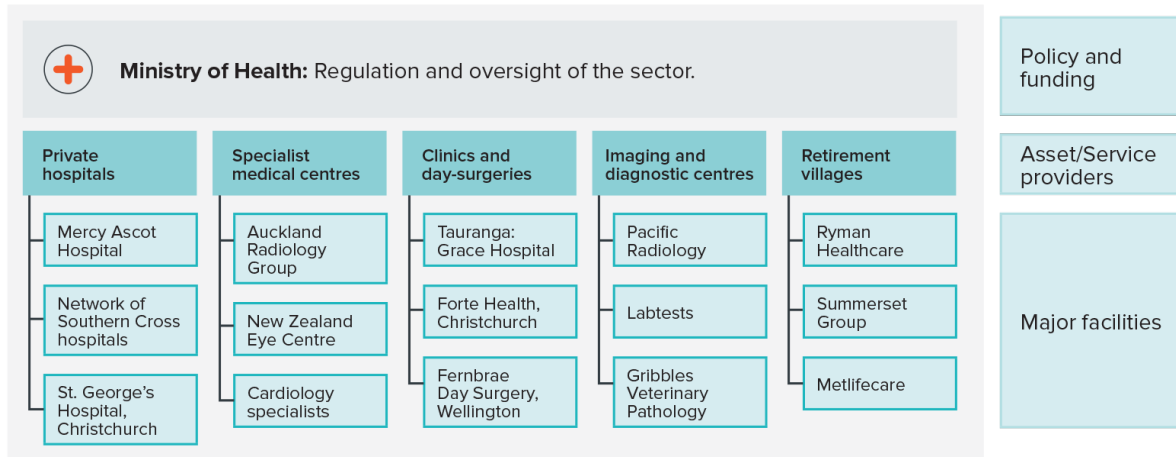 Ministry of Health: Regulation and oversight of the sector.
Policy and
funding
Private
hospitals
Specialist
medical centres
Clinics and
day-surgeries
Imaging and
diagnostic centres
Retirement
villages
Asset/Service
providers
Mercy Ascot
Hospital
Network of
Southern Cross
hospitals
St. George's
Hospital,
Christchurch
Auckland
Radiology
Group
New Zealand
Eye Centre
Cardiology
specialists
Tauranga:
Grace Hospital
Forte Health,
Christchurch
Fernbrae
Day Surgery,
Wellington
Pacific
Radiology
Labtests
Gribbles
Veterinary
Pathology
Ryman
Healthcare
Summerset
Group
Metlifecare
Major facilities